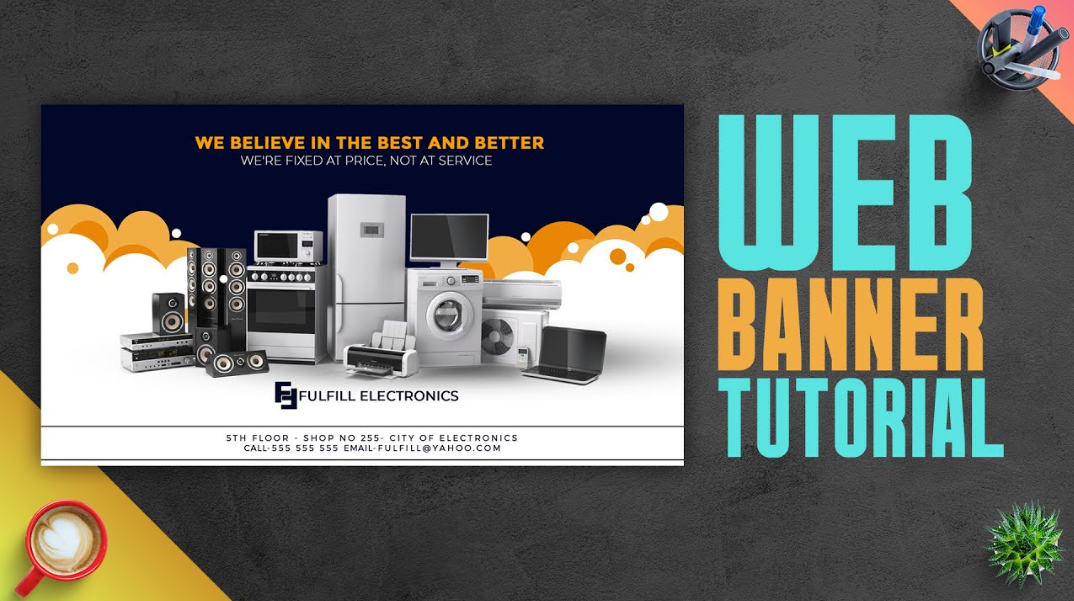 WE BELIEVE IN THE BEST AND BETTER
WE'RE FIXED AT PRICE, NOT AT SERVICE
FULFILL ELECTRONICS
5TH FLOOR - SHOP NO 255- CITY OF ELECTRONICS
CALL-555 555 555 EMAIL-FULFILL@YAHOO.COM
WEB
BANNER
TUTORIAL